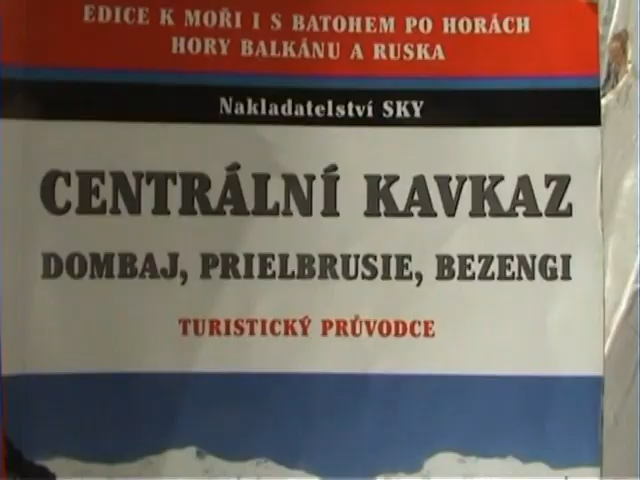 EDICE K MOŘI I S BATOHEM PO HORÁCH
HORY BALKÁNU A RUSKA
Nakladatelství SKY
CENTRÁLNÍ KAVKAZ
DOMBAJ, PRIELBRUSIE, BEZENGI
TURISTICKÝ PRŮVODCE